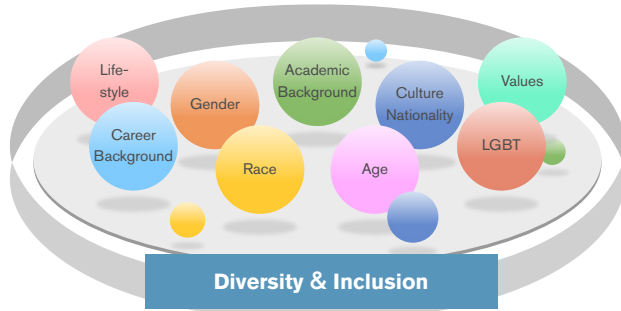 Life-
style
Gender
Academic
Background
Culture
Nationality
Values
Career
Background
Race
Age
LGBT
Diversity & Inclusion